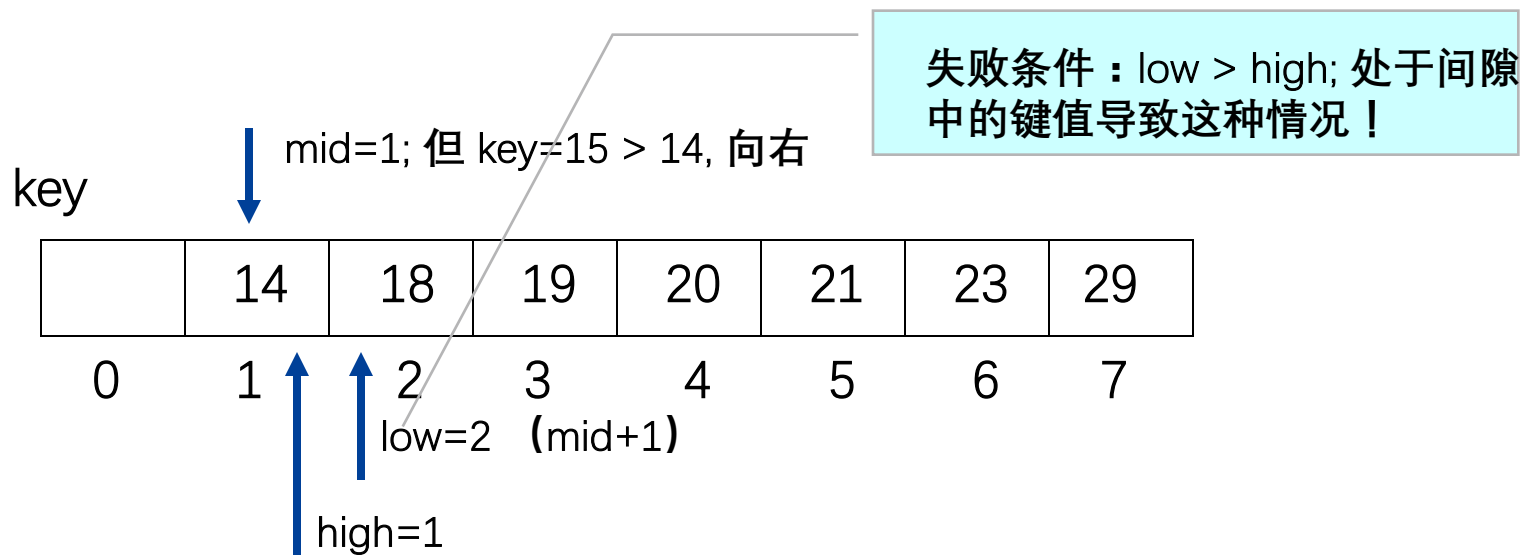 失败条件：low > high; 处于间隙
中的键值导致这种情况！
mid=1; 但 key=15 > 14, 向右
key
14 18 19 20 21 23 29
0 1 2 3 4 5 6 7
low=2 （mid+1）
high=1